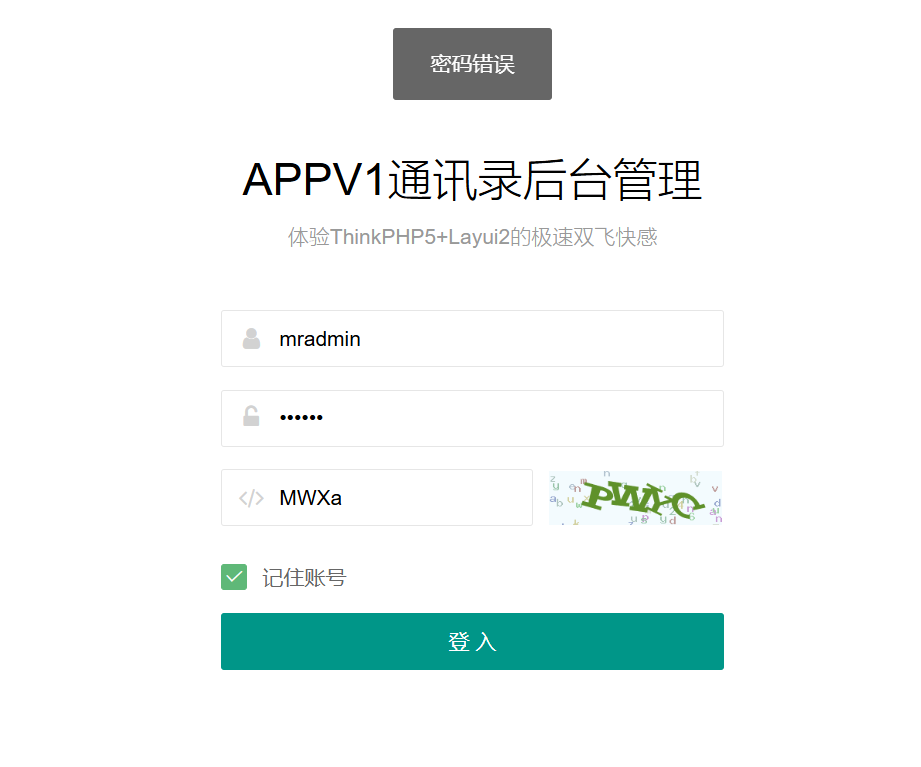 密码错误
APPV1通讯录后台管理
体验ThinkPHP5+Layui2的极速双飞快感
mradmin
••••••
MWXa
记住账号
登 入